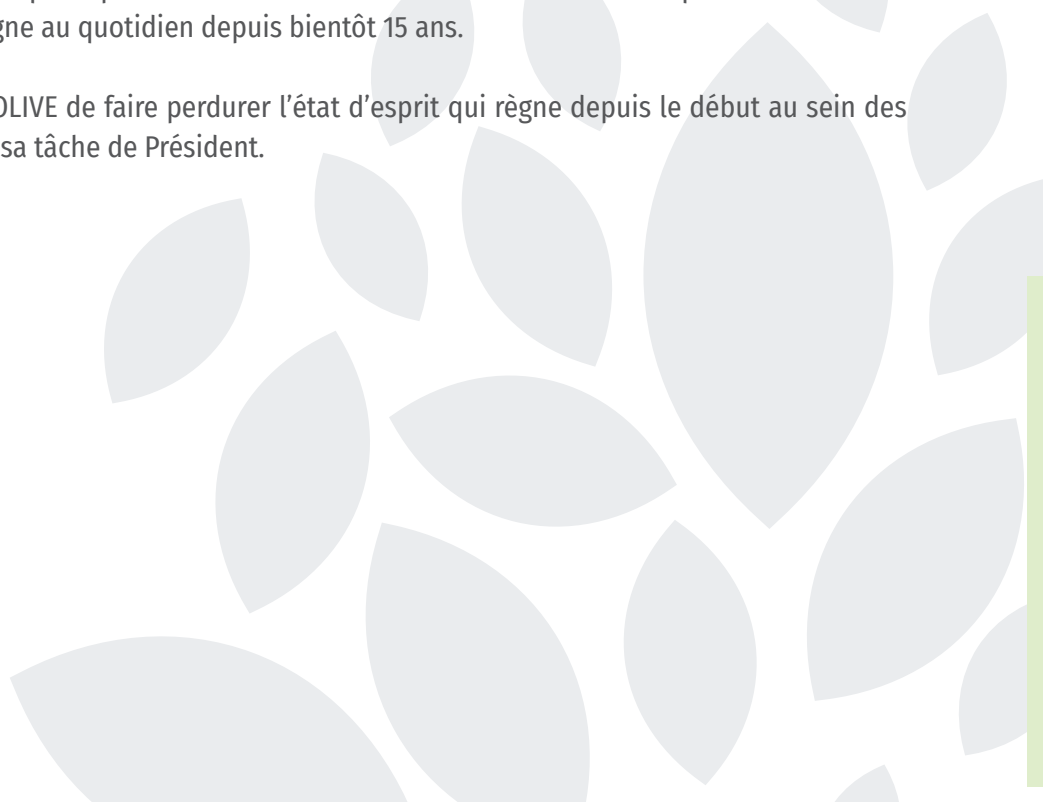 au quotidien depuis bientôt 15 ans.
OLIVE de faire perdurer l’état d’esprit qui règne depuis le début au sein des
sa tâche de Président.